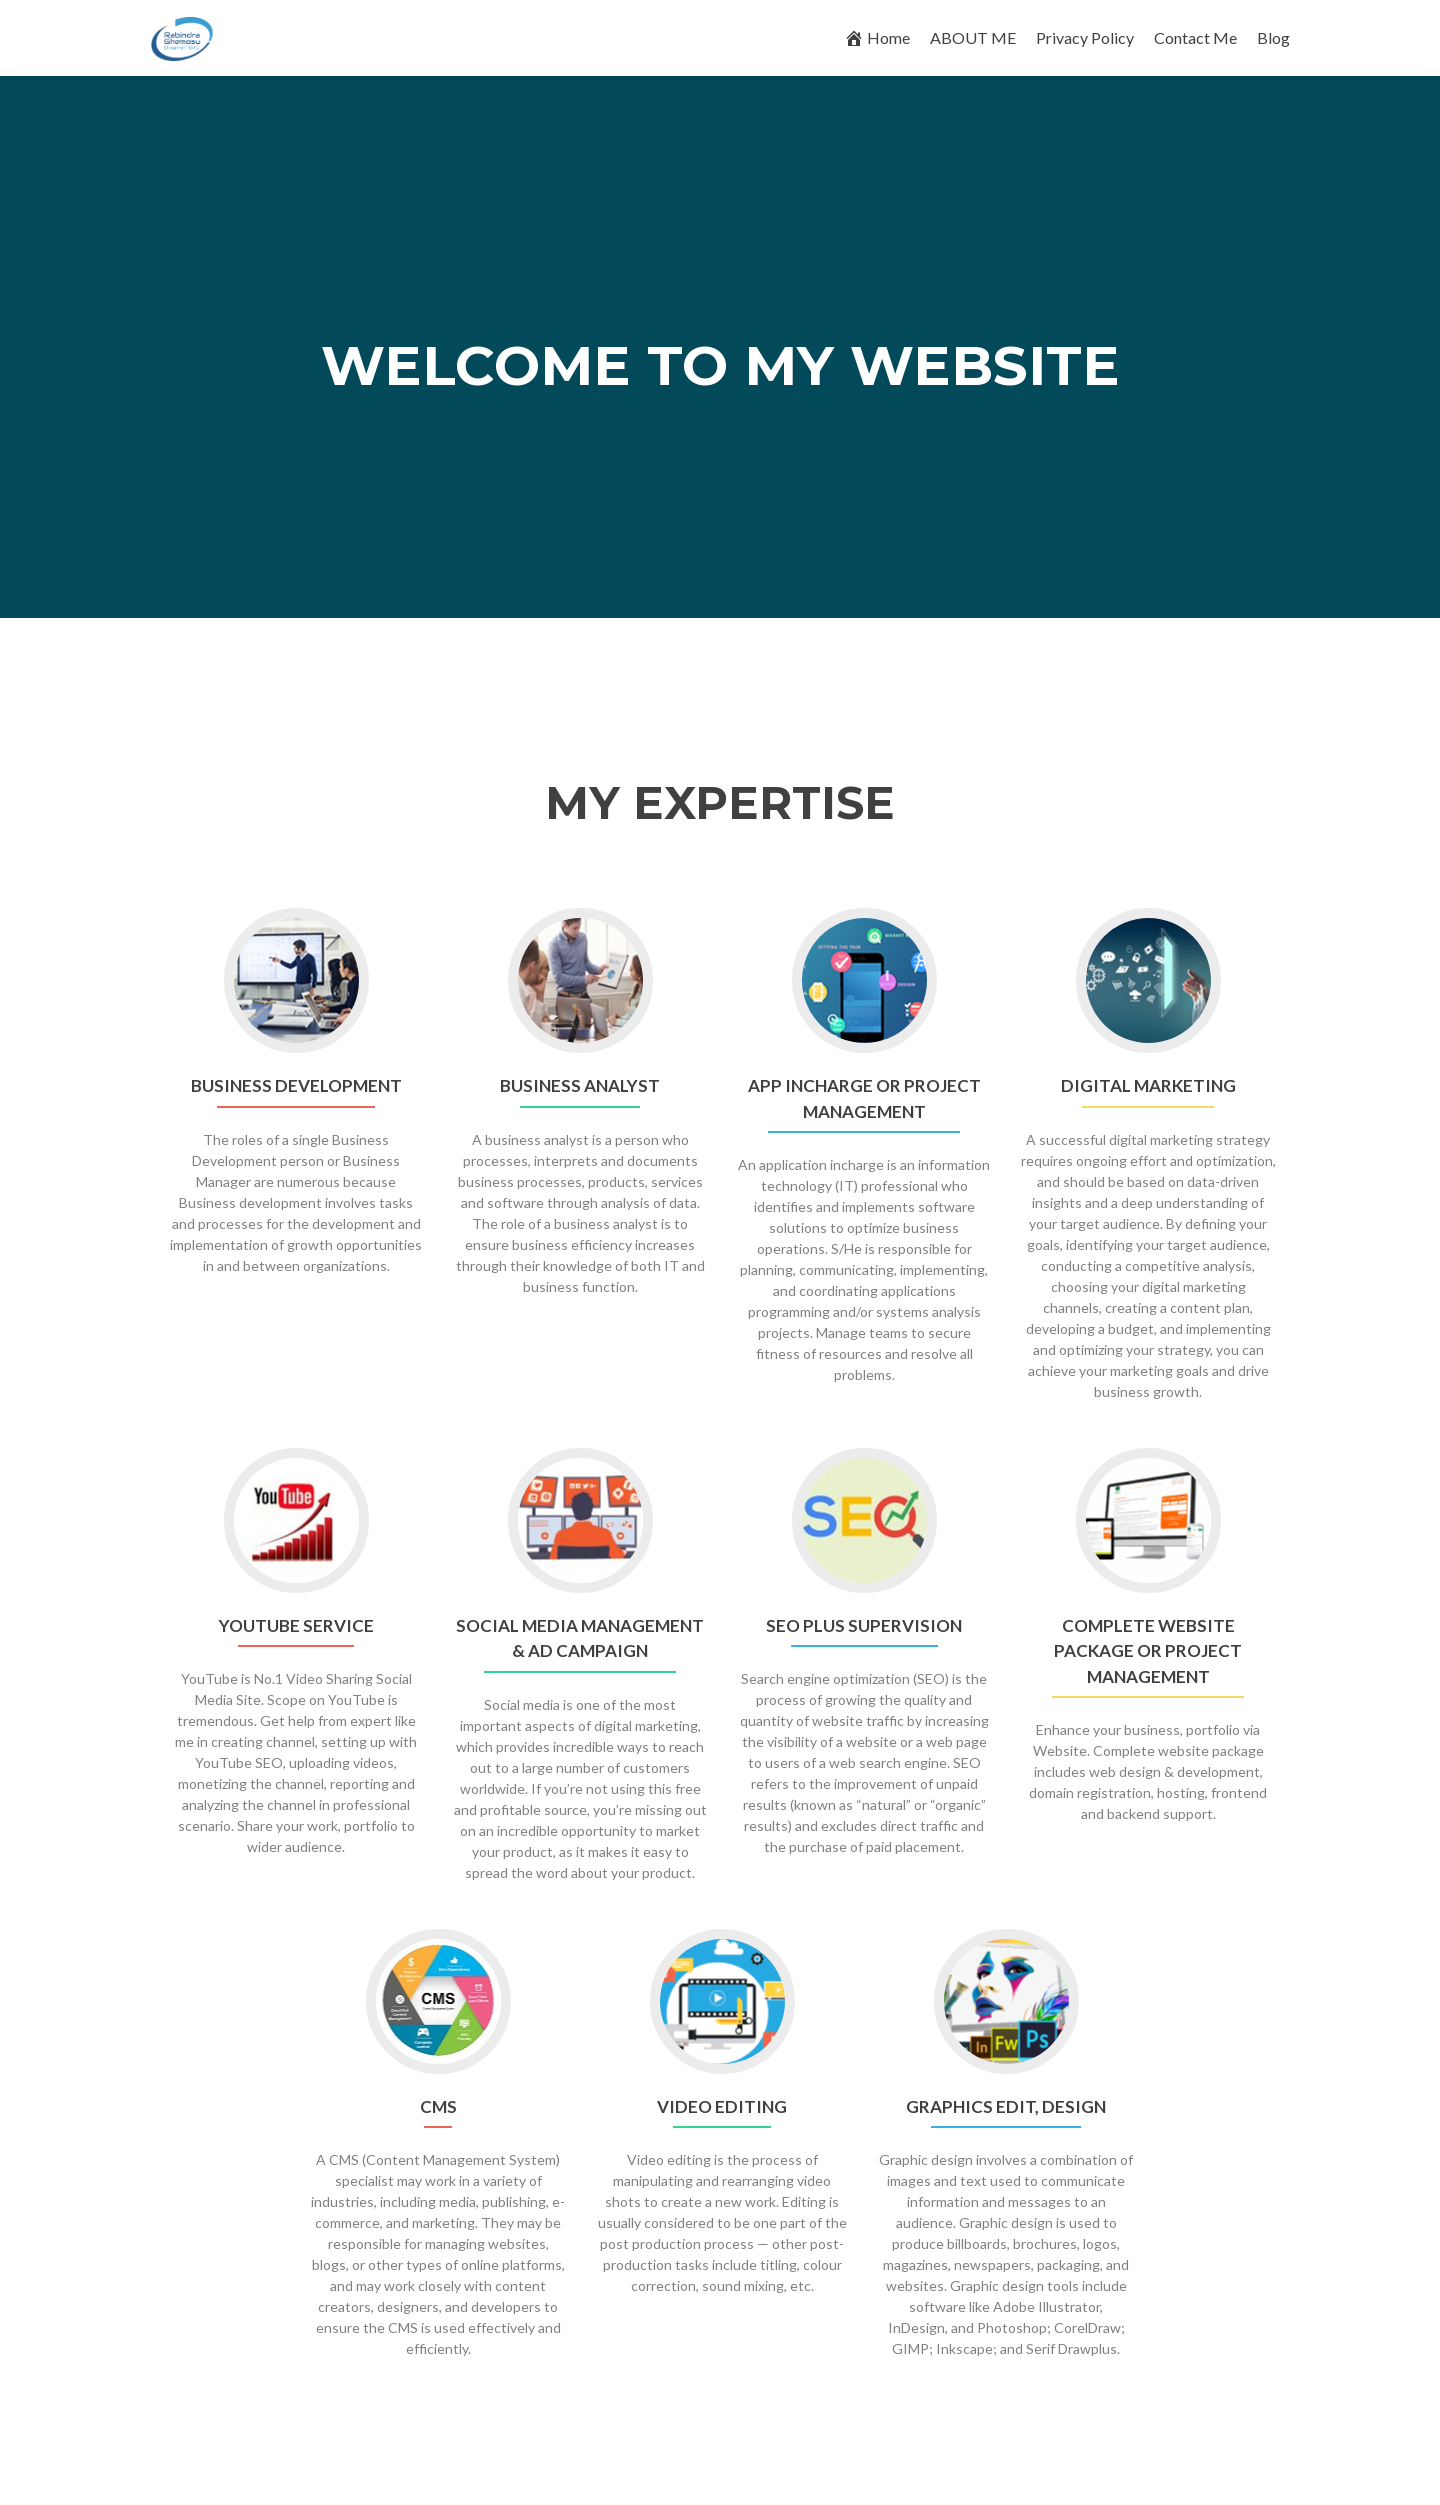 Rabindra
Ghemosu
Home ABOUT ME Privacy Policy Contact Me Blog
WELCOME TO MY WEBSITE
MY EXPERTISE
BUSINESS DEVELOPMENT
The roles of a single Business
Development person or Business
Manager are numerous because
Business development involves tasks
and processes for the development and
implementation of growth opportunities
in and between organizations.
BUSINESS ANALYST
A business analyst is a person who
processes, interprets and documents
business processes, products, services
and software through analysis of data.
The role of a business analyst is to
ensure business efficiency increases
through their knowledge of both IT and
business function.
SETTING THE TASK
MARKET
DESIGN
APP INCHARGE OR PROJECT
MANAGEMENT
An application incharge is an information
technology (IT) professional who
identifies and implements software
solutions to optimize business
operations. S/He is responsible for
planning, communicating, implementing,
and coordinating applications
programming and/or systems analysis
projects. Manage teams to secure
fitness of resources and resolve all
problems.
DIGITAL MARKETING
A successful digital marketing strategy
requires ongoing effort and optimization,
and should be based on data-driven
insights and a deep understanding of
your target audience. By defining your
goals, identifying your target audience,
conducting a competitive analysis,
choosing your digital marketing
channels, creating a content plan,
developing a budget, and implementing
and optimizing your strategy, you can
achieve your marketing goals and drive
business growth.
YouTube
YOUTUBE SERVICE
YouTube is No.1 Video Sharing Social
Media Site. Scope on YouTube is
tremendous. Get help from expert like
me in creating channel, setting up with
YouTube SEO, uploading videos,
monetizing the channel, reporting and
analyzing the channel in professional
scenario. Share your work, portfolio to
wider audience.
SOCIAL MEDIA MANAGEMENT
& AD CAMPAIGN
Social media is one of the most
important aspects of digital marketing,
which provides incredible ways to reach
out to a large number of customers
worldwide. If you’re not using this free
and profitable source, you’re missing out
on an incredible opportunity to market
your product, as it makes it easy to
spread the word about your product.
SEO
SEO PLUS SUPERVISION
Search engine optimization (SEO) is the
process of growing the quality and
quantity of website traffic by increasing
the visibility of a website or a web page
to users of a web search engine. SEO
refers to the improvement of unpaid
results (known as “natural” or “organic”
results) and excludes direct traffic and
the purchase of paid placement.
COMPLETE WEBSITE
PACKAGE OR PROJECT
MANAGEMENT
Enhance your business, portfolio via
Website. Complete website package
includes web design & development,
domain registration, hosting, frontend
and backend support.
CMS
CMS
A CMS (Content Management System)
specialist may work in a variety of
industries, including media, publishing, e-
commerce, and marketing. They may be
responsible for managing websites,
blogs, or other types of online platforms,
and may work closely with content
creators, designers, and developers to
ensure the CMS is used effectively and
efficiently.
VIDEO EDITING
Video editing is the process of
manipulating and rearranging video
shots to create a new work. Editing is
usually considered to be one part of the
post production process — other post-
production tasks include titling, colour
correction, sound mixing, etc.
In Fw Ps
GRAPHICS EDIT, DESIGN
Graphic design involves a combination of
images and text used to communicate
information and messages to an
audience. Graphic design is used to
produce billboards, brochures, logos,
magazines, newspapers, packaging, and
websites. Graphic design tools include
software like Adobe Illustrator,
InDesign, and Photoshop; CorelDraw;
GIMP; Inkscape; and Serif Drawplus.